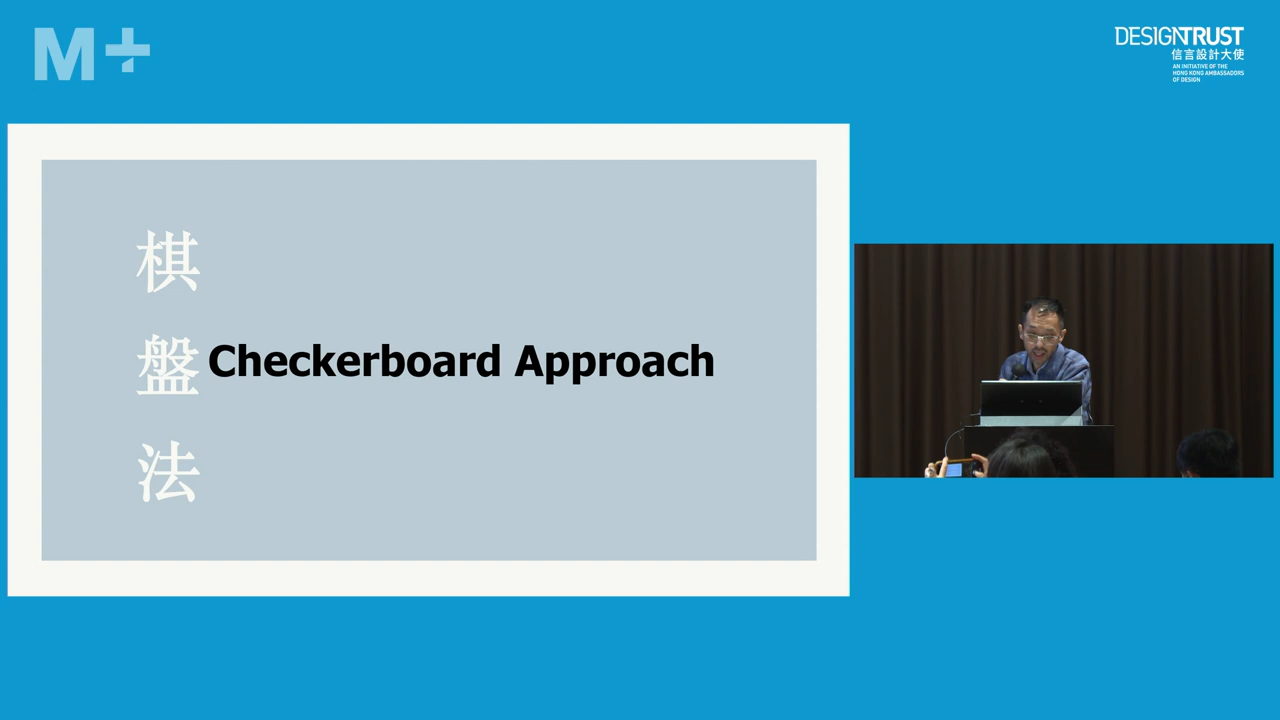 M+
DESIGNTRUST
信言設計大使
AN INITIATIVE OF THE
HONG KONG AMBASSADORS
OF DESIGN
棋
盤
法
Checkerboard Approach